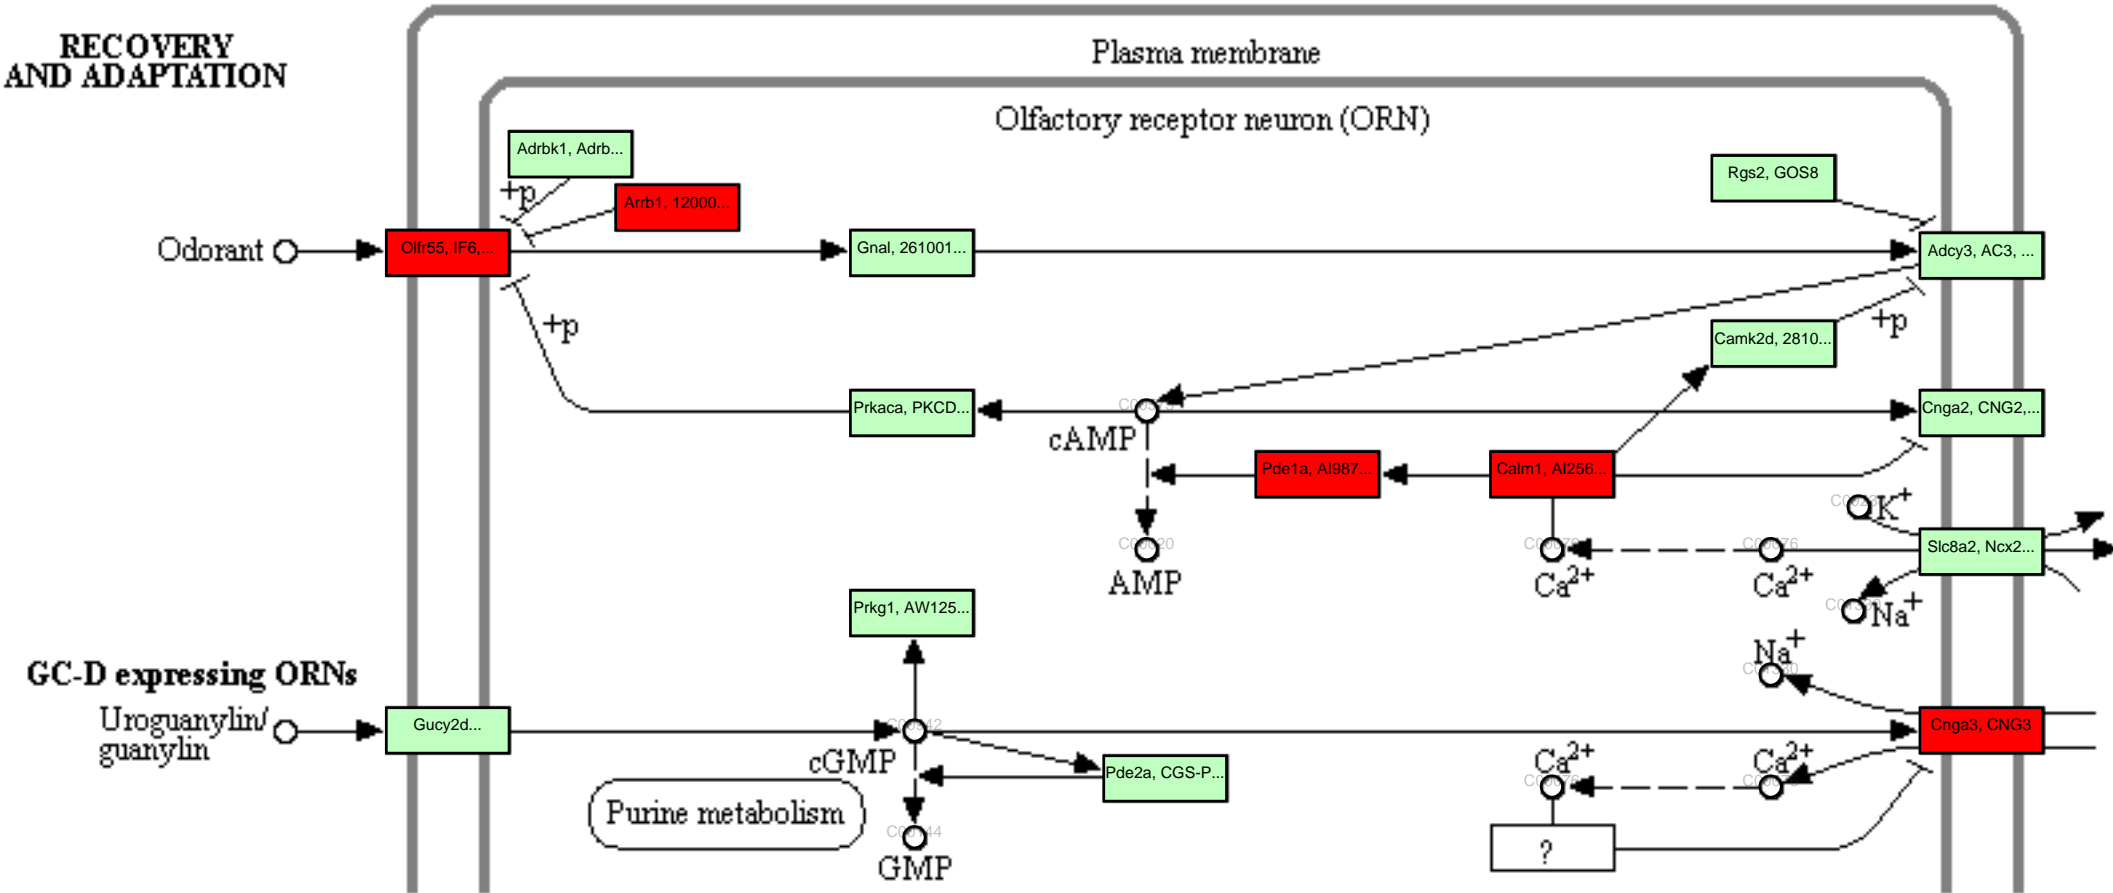 RECOVERY
AND ADAPTATION
Plasma membrane
Olfactory receptor neuron (ORN)
Adrbk1, Adrb...
+p
Arrb1, 12000...
Rgs2, GOS8
Odorant
Olfr55, IF6,...
Gnal, 261001...
Adcy3, AC3, ...
+p
Camk2d, 2810...
+p
Prkaca, PKCD...
cAMP
Cnga2, CNG2,...
Pde1a, AI987...
Calm1, AI256...
K+
AMP
Ca2+
C00076
Ca2+
Slc8a2, Ncx2...
Na+
Prkg1, AW125...
GC-D expressing ORNs
Uroguanylin/
guanylin
Gucy2d...
cGMP
Na+
Cnga3, CNG3
Pde2a, CGS-P...
Ca2+
Ca2+
Purine metabolism
GMP
?